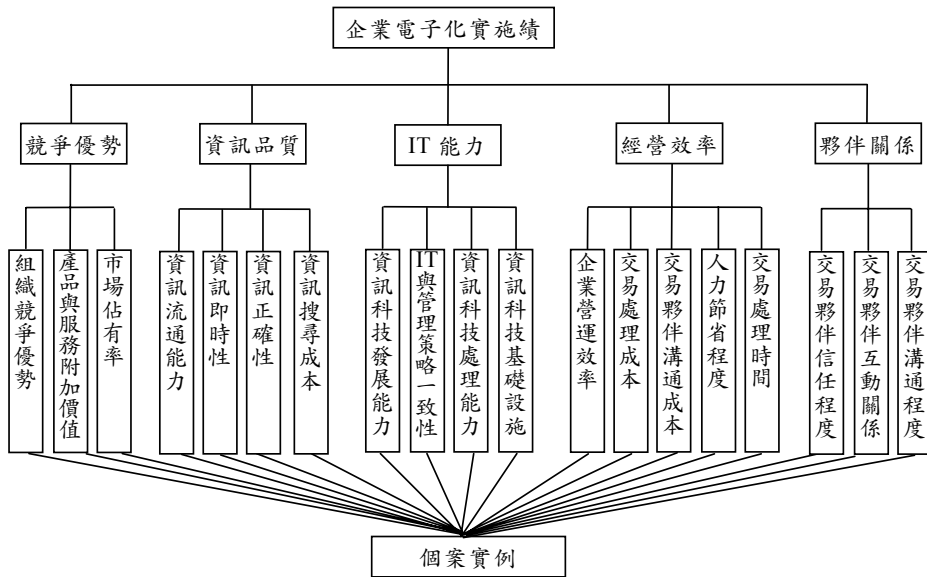 企業電子化實施績
競爭優勢
資訊品質
IT 能力
經營效率
夥伴關係
組織競爭優勢
產品與服務附加價值
市場佔有率
資訊流通能力
資訊即時性
資訊正確性
資訊搜尋成本
資訊科技發展能力
IT與管理策略一致性
資訊科技處理能力
資訊科技基礎設施
企業營運效率
交易處理成本
交易夥伴溝通成本
人力節省程度
交易處理時間
交易夥伴信任程度
交易夥伴互動關係
交易夥伴溝通程度
個案實例